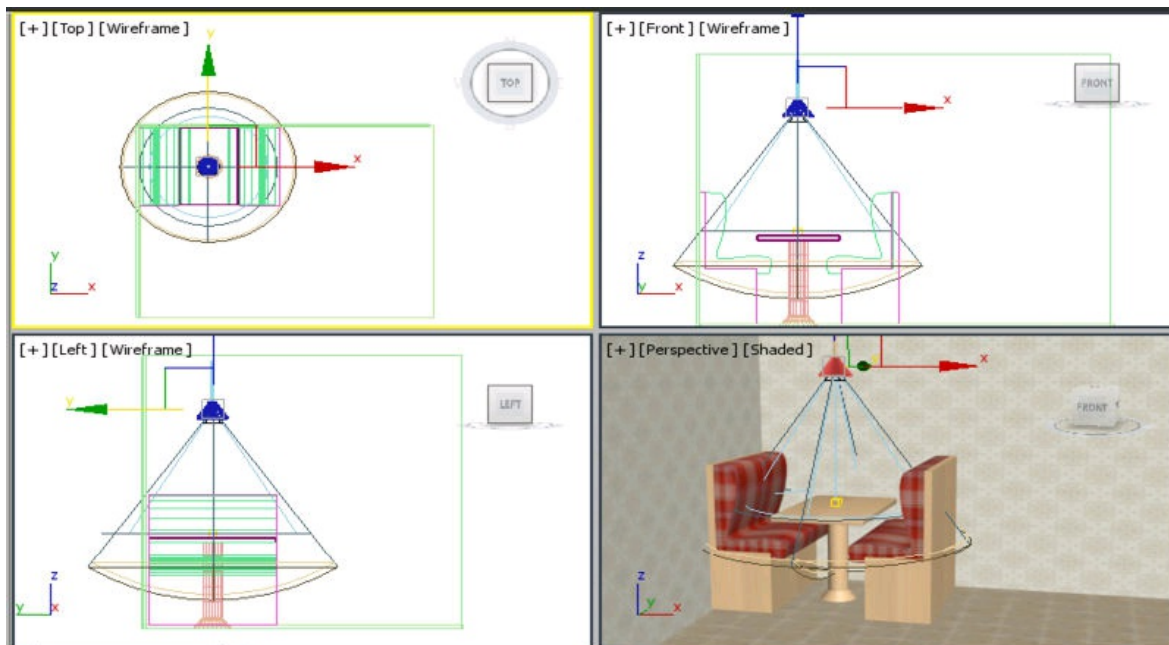 [+] [Top] [Wireframe]
y
TOP
x
y
z
x
[+] [Front] [Wireframe]
FRONT
x
z
y
x
[+] [Left] [Wireframe]
LEFT
y
z
y
x
[+] [Perspective] [Shaded]
x
FRONT
z
y
x